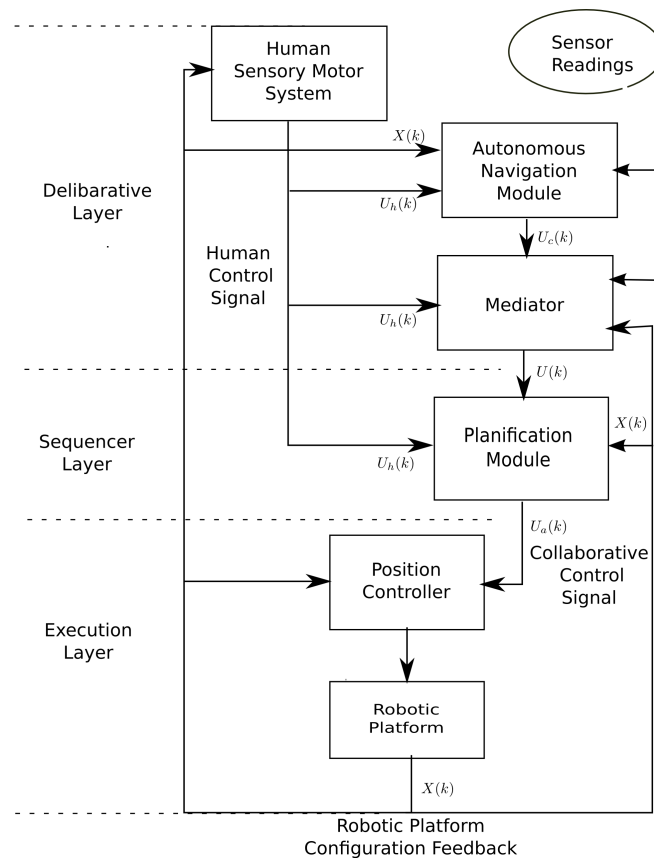 Human
Sensory Motor
System
Sensor
Readings
X(k)
Autonomous
Navigation
Module
Delibarative
Layer
U_h(k)
U_c(k)
Human
Control
Signal
Mediator
U_h(k)
U(k)
Sequencer
Layer
X(k)
Planification
Module
U_h(k)
U_a(k)
Collaborative
Control
Signal
Position
Controller
Execution
Layer
Robotic
Platform
X(k)
Robotic Platform
Configuration Feedback